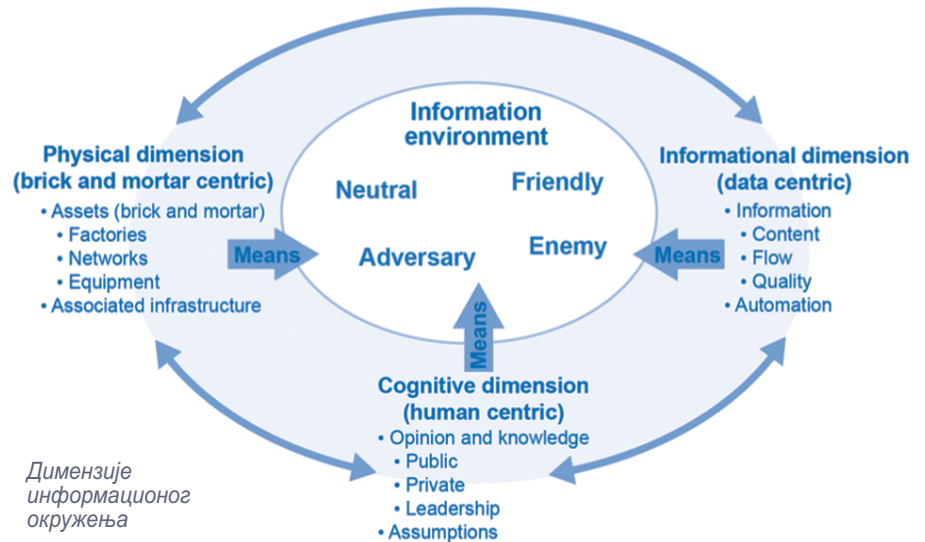 Information
environment
Neutral
Friendly
Adversary
Enemy
Physical dimension
(brick and mortar centric)
• Assets (brick and mortar)
• Factories
• Networks
• Equipment
• Associated infrastructure
Means
Informational dimension
(data centric)
• Information
• Content
• Flow
• Quality
• Automation
Means
Means
Cognitive dimension
(human centric)
• Opinion and knowledge
• Public
• Private
• Leadership
• Assumptions
Димензије
информационог
окружења